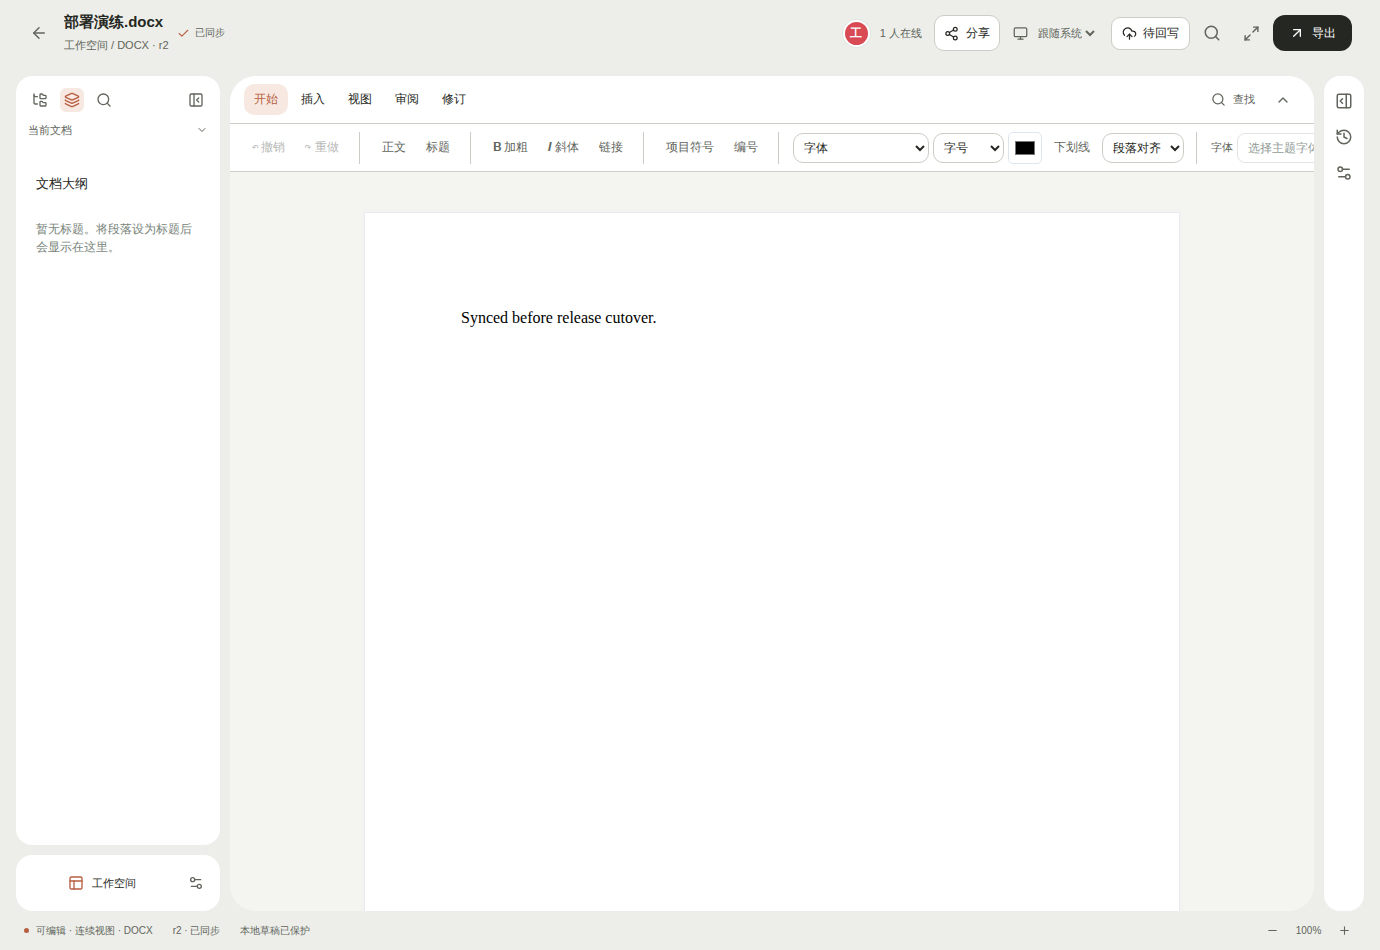 部署演练.docx
工作空间 / DOCX · r2
已同步
工
1 人在线
分享
跟随系统
待回写
导出
当前文档
文档大纲
暂无标题。将段落设为标题后
会显示在这里。
工作空间
开始 插入 视图 审阅 修订
查找
撤销 重做 正文 标题 B 加粗 I 斜体 链接 项目符号 编号 字体 字号 下划线 段落对齐 字体 选择主题字体
Synced before release cutover.
可编辑 · 连续视图 · DOCX r2 · 已同步 本地草稿已保护
100%